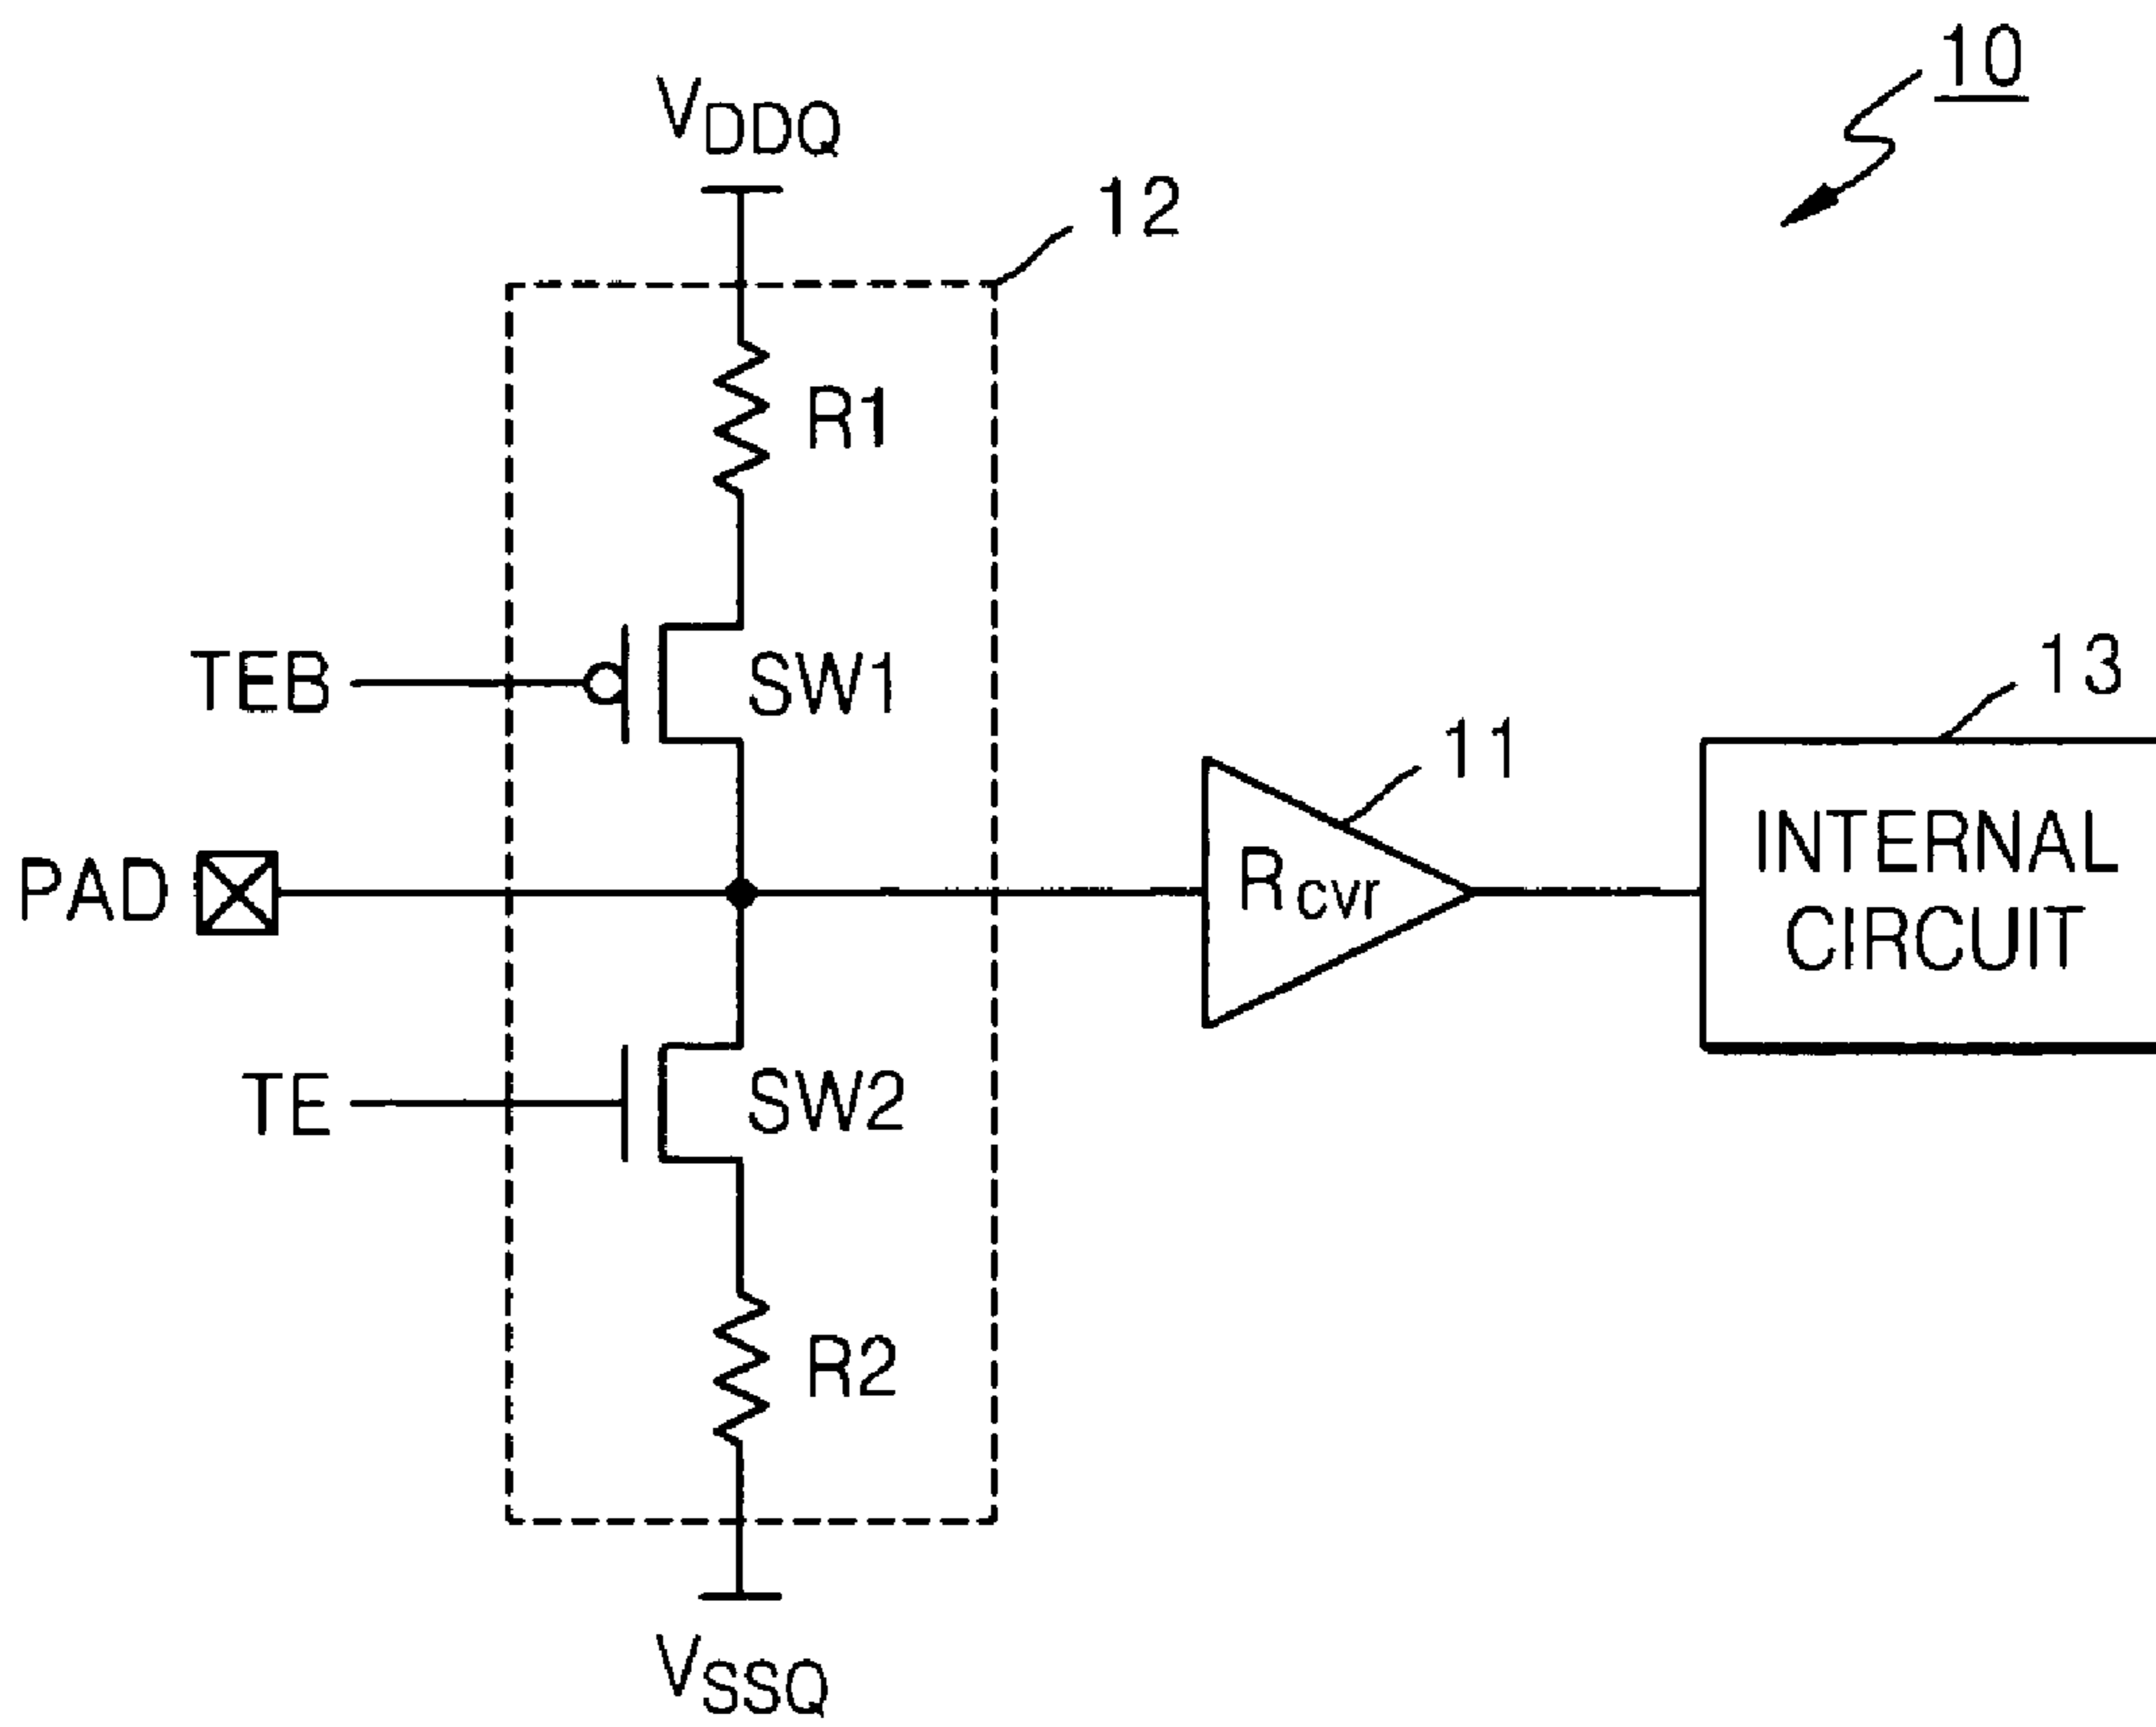 10
VDDQ
12
R1
TEB
SW1
13
11
PAD
Rcvr
INTERNAL
CIRCUIT
TE
SW2
R2
VSSQ